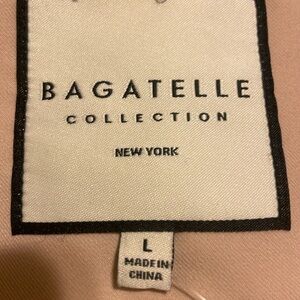 BAGATELLE
COLLECTION
NEW YORK
L
MADE IN
CHINA